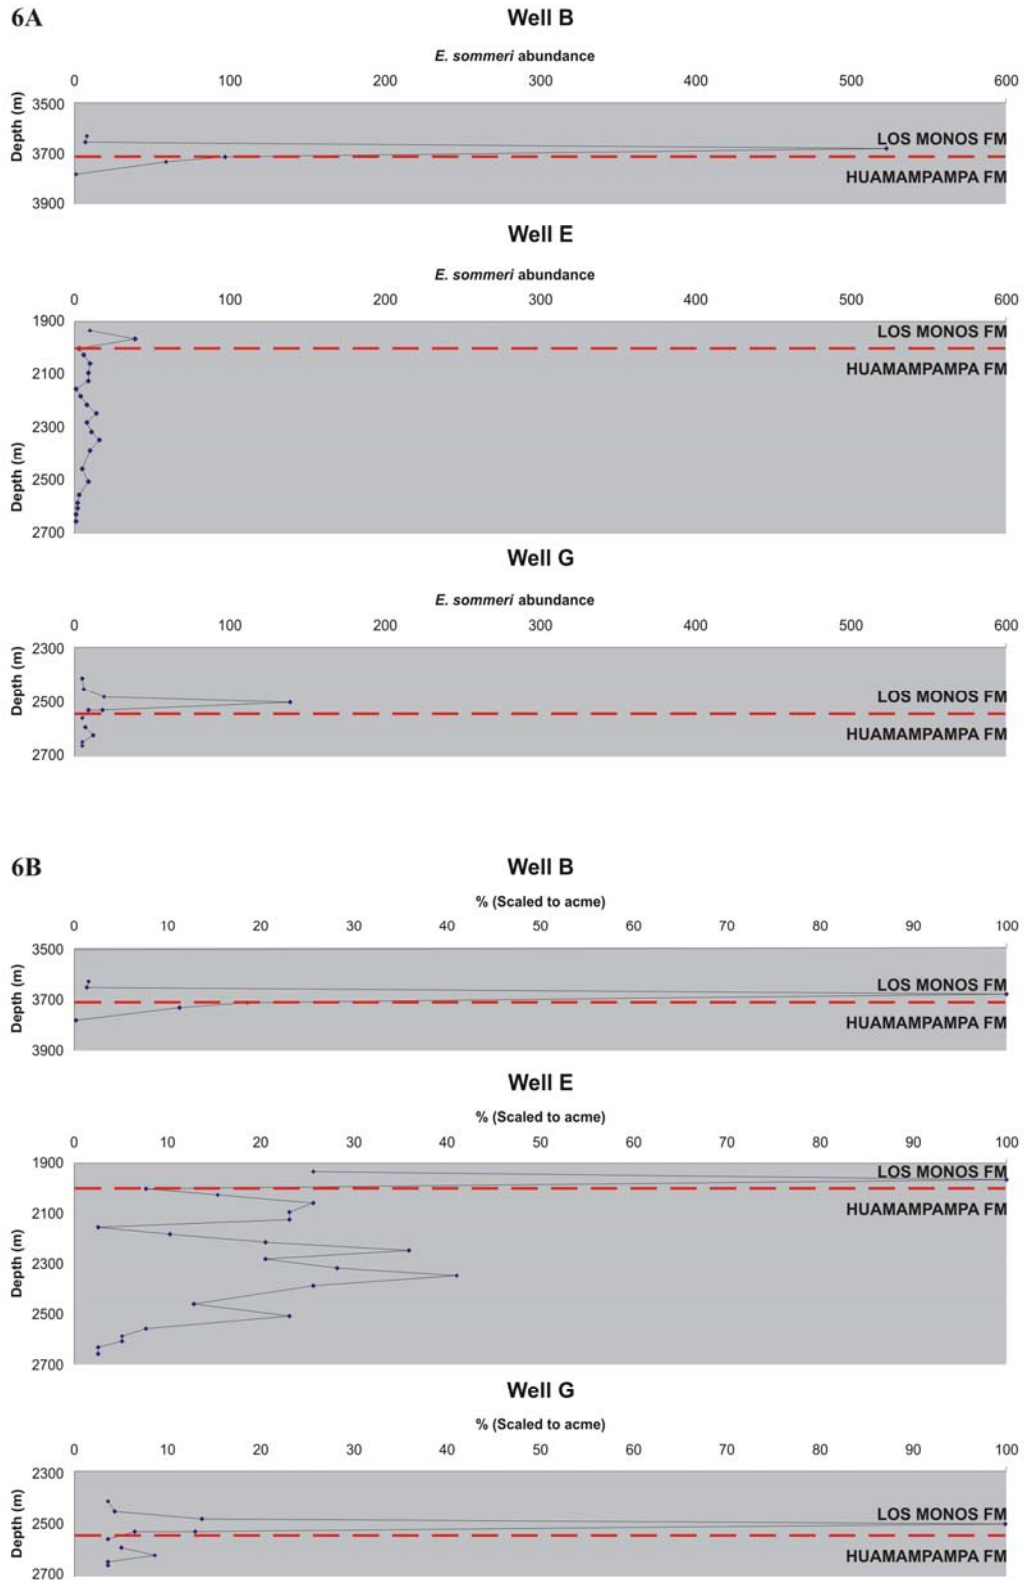 6A
Well B
E. sommeri abundance
0 100 200 300 400 500 600
Depth (m)
3500
LOS MONOS FM
3700
HUAMAMPAMPA FM
3900
Well E
E. sommeri abundance
0 100 200 300 400 500 600
1900
LOS MONOS FM
Depth (m)
HUAMAMPAMPA FM
2100
2300
Depth (m)
2500
2700
Well G
E. sommeri abundance
0 100 200 300 400 500 600
2300
Depth (m)
LOS MONOS FM
2500
HUAMAMPAMPA FM
2700
6B
Well B
% (Scaled to acme)
0 10 20 30 40 50 60 70 80 90 100
3500
Depth (m)
LOS MONOS FM
3700
HUAMAMPAMPA FM
3900
Well E
% (Scaled to acme)
0 10 20 30 40 50 60 70 80 90 100
1900
LOS MONOS FM
Depth (m)
HUAMAMPAMPA FM
2100
2300
Depth (m)
2500
2700
Well G
% (Scaled to acme)
0 10 20 30 40 50 60 70 80 90 100
2300
Depth (m)
LOS MONOS FM
2500
HUAMAMPAMPA FM
2700